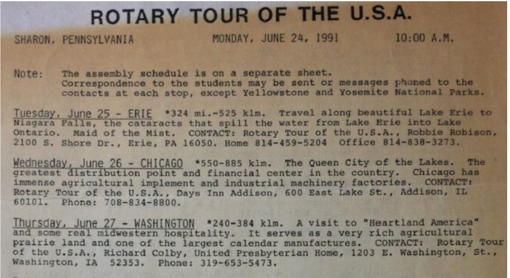 ROTARY TOUR OF THE U.S.A.
SHARON, PENNSYLVANIA MONDAY, JUNE 24, 1991 10:00 A.M.
Note: The assembly schedule is on a separate sheet.
Correspondence to the students may be sent or messages phoned to the
contacts at each stop, except Yellowstone and Yosemite National Parks.
Tuesday, June 25 - ERIE *324 mi.-525 klm. Travel along beautiful Lake Erie to
Niagara Falls, the cataracts that spill the water from Lake Erie into Lake
Ontario. Maid of the Mist. CONTACT: Rotary Tour of the U.S.A., Robbie Robison,
2100 S. Shore Dr., Erie, PA 16050. Home 814-459-5204 Office 814-838-3273.
Wednesday, June 26 - CHICAGO *550-885 klm. The Queen City of the Lakes. The
greatest distribution point and financial center in the country. Chicago has
immense agricultural implement and industrial machinery factories. CONTACT:
Rotary Tour of the U.S.A., Days Inn Addison, 600 East Lake St., Addison, IL
60101. Phone: 708-834-8800.
Thursday, June 27 - WASHINGTON *240-384 klm. A visit to "Heartland America"
and some real midwestern hospitality. It serves as a very rich agricultural
prairie land and one of the largest calendar manufactures. CONTACT: Rotary Tour
of the U.S.A., Richard Colby, United Presbyterian Home, 1203 E. Washington, St.,
Washington, IA 52353. Phone: 319-653-5473.